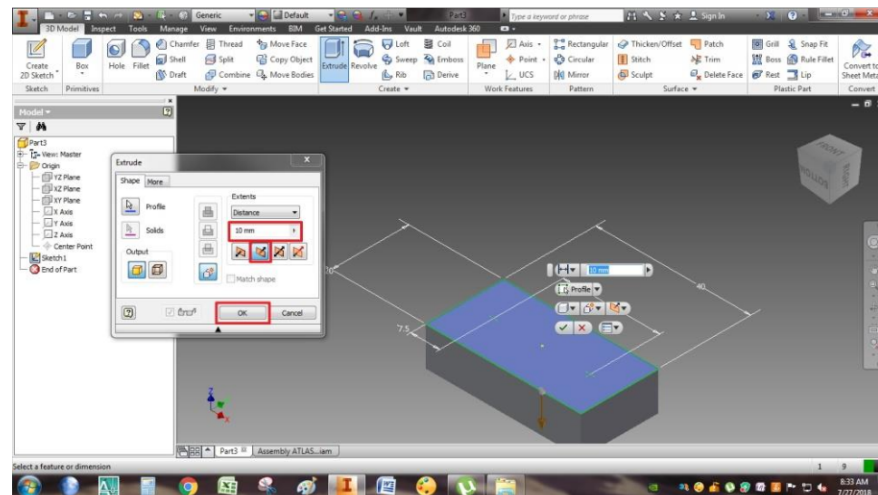 Generic Default Part3 Type a keyword or phrase Sign In
3D Model Inspect Tools Manage View Environments BIM Get Started Add-Ins Vault Autodesk 360
Create 2D Sketch
Box
Hole Fillet
Chamfer Thread Move Face
Shell Split Copy Object
Draft Combine Move Bodies
Extrude Revolve
Loft Coil
Sweep Emboss
Rib Derive
Plane
Axis
Point
UCS
Rectangular
Circular
Mirror
Thicken/Offset Patch
Stitch Trim
Sculpt Delete Face
Grill Snap Fit
Boss Rule Fillet
Rest Lip
Convert to Sheet Metal
Sketch Primitives Modify Create Work Features Pattern Surface Plastic Part Convert
Model
Part3
View: Master
Origin
YZ Plane
XZ Plane
XY Plane
X Axis
Y Axis
Z Axis
Center Point
Sketch1
End of Part
Extrude
Shape More
Profile
Solids
Output
Extents
Distance
10 mm
Match shape
OK Cancel
FRONT
RIGHT
BOTTOM
10 mm
Profile
40
7.5
Z
X
Part3 Assembly ATLAS...iam
Select a feature or dimension 1 9
8:33 AM
7/27/2018